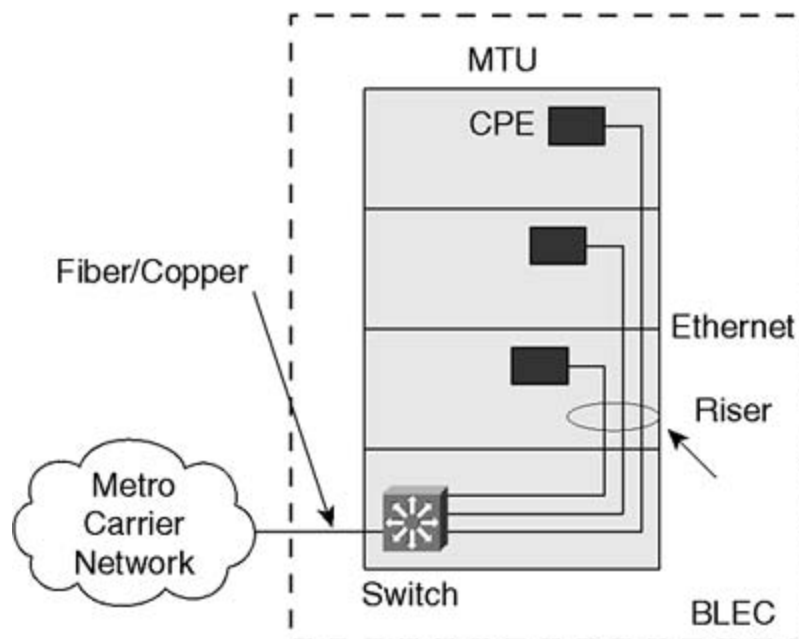 MTU
CPE
Fiber/Copper
Ethernet
Riser
Metro
Carrier
Network
Switch
BLEC